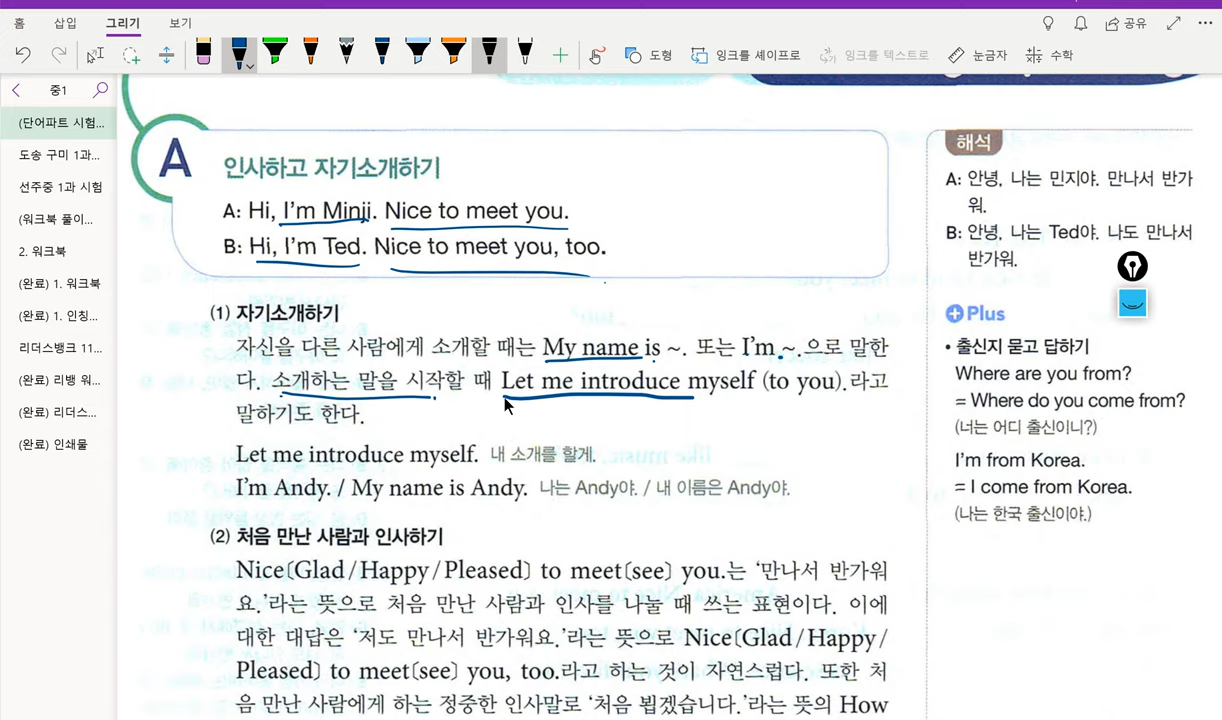 홈 삽입 그리기 보기
공유
도형 잉크를 셰이프로 잉크를 텍스트로 눈금자 수학
중1
(단어파트 시험...
도송 구미 1과...
선주중 1과 시험
(워크북 풀이...
2. 워크북
(완료) 1. 워크북
(완료) 1. 인칭...
리더스뱅크 11...
(완료) 리뱅 워...
(완료) 리더스...
(완료) 인쇄물
A
인사하고 자기소개하기
A: Hi, I'm Minji. Nice to meet you.
B: Hi, I'm Ted. Nice to meet you, too.
(1) 자기소개하기
자신을 다른 사람에게 소개할 때는 My name is ~. 또는 I'm ~.으로 말한
다. 소개하는 말을 시작할 때 Let me introduce myself (to you).라고
말하기도 한다.
Let me introduce myself. 내 소개를 할게.
I'm Andy. / My name is Andy. 나는 Andy야. / 내 이름은 Andy야.
(2) 처음 만난 사람과 인사하기
Nice[Glad/Happy/Pleased] to meet[see] you.는 '만나서 반가워
요.'라는 뜻으로 처음 만난 사람과 인사를 나눌 때 쓰는 표현이다. 이에
대한 대답은 '저도 만나서 반가워요.'라는 뜻으로 Nice[Glad/Happy/
Pleased] to meet[see] you, too.라고 하는 것이 자연스럽다. 또한 처
음 만난 사람에게 하는 정중한 인사말로 '처음 뵙겠습니다.'라는 뜻의 How
해석
A: 안녕, 나는 민지야. 만나서 반가
워.
B: 안녕, 나는 Ted야. 나도 만나서
반가워.
Plus
• 출신지 묻고 답하기
Where are you from?
= Where do you come from?
(너는 어디 출신이니?)
I'm from Korea.
= I come from Korea.
(나는 한국 출신이야.)